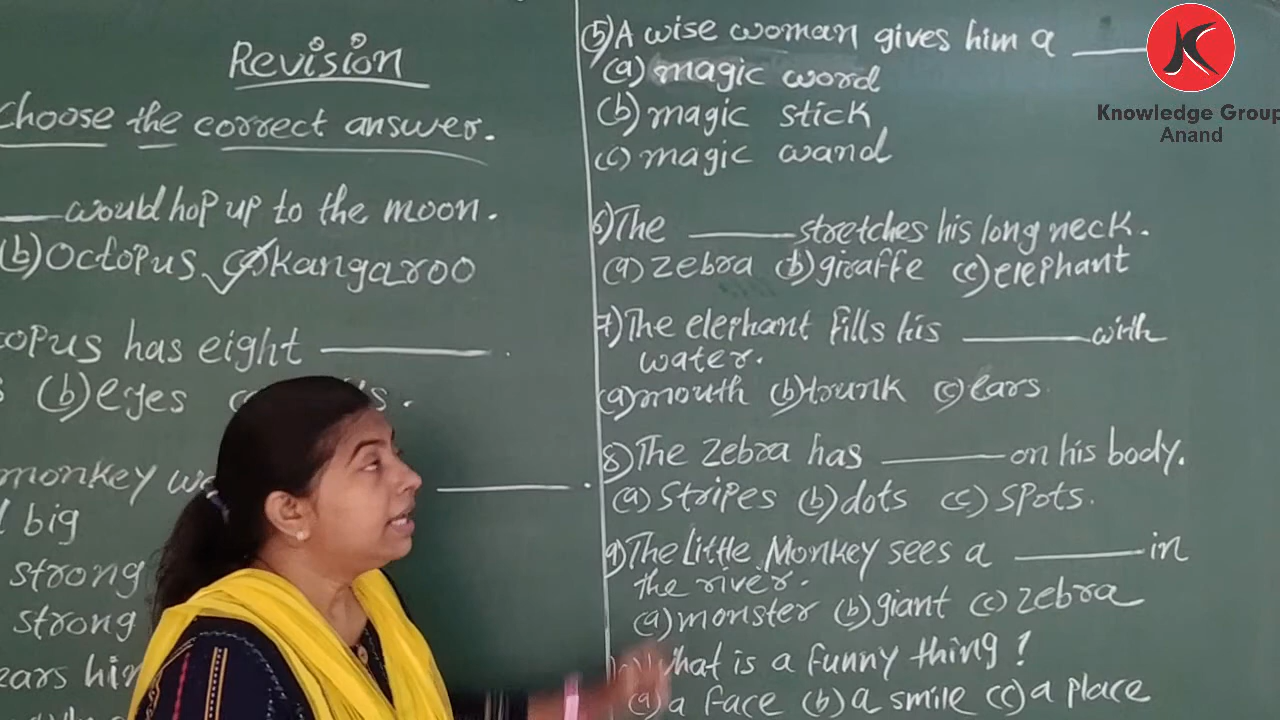 Revision
Choose the correct answer.
would hop up to the moon.
(b) Octopus (c) kangaroo
topus has eight
(b) eyes
monkey
big
strong
strong
ears him
(5) A wise woman gives him a
(a) magic word
(b) magic stick
(c) magic wand
6) The stretches his long neck.
(a) zebra (b) giraffe (c) elephant
7) The elephant fills his with
water.
(a) mouth (b) trunk (c) ears.
8) The zebra has on his body.
(a) Stripes (b) dots (c) spots.
9) The Little Monkey sees a in
the river.
(a) monster (b) giant (c) zebra
hat is a funny thing!
(a) a face (b) a smile (c) a place
K
Knowledge Group
Anand